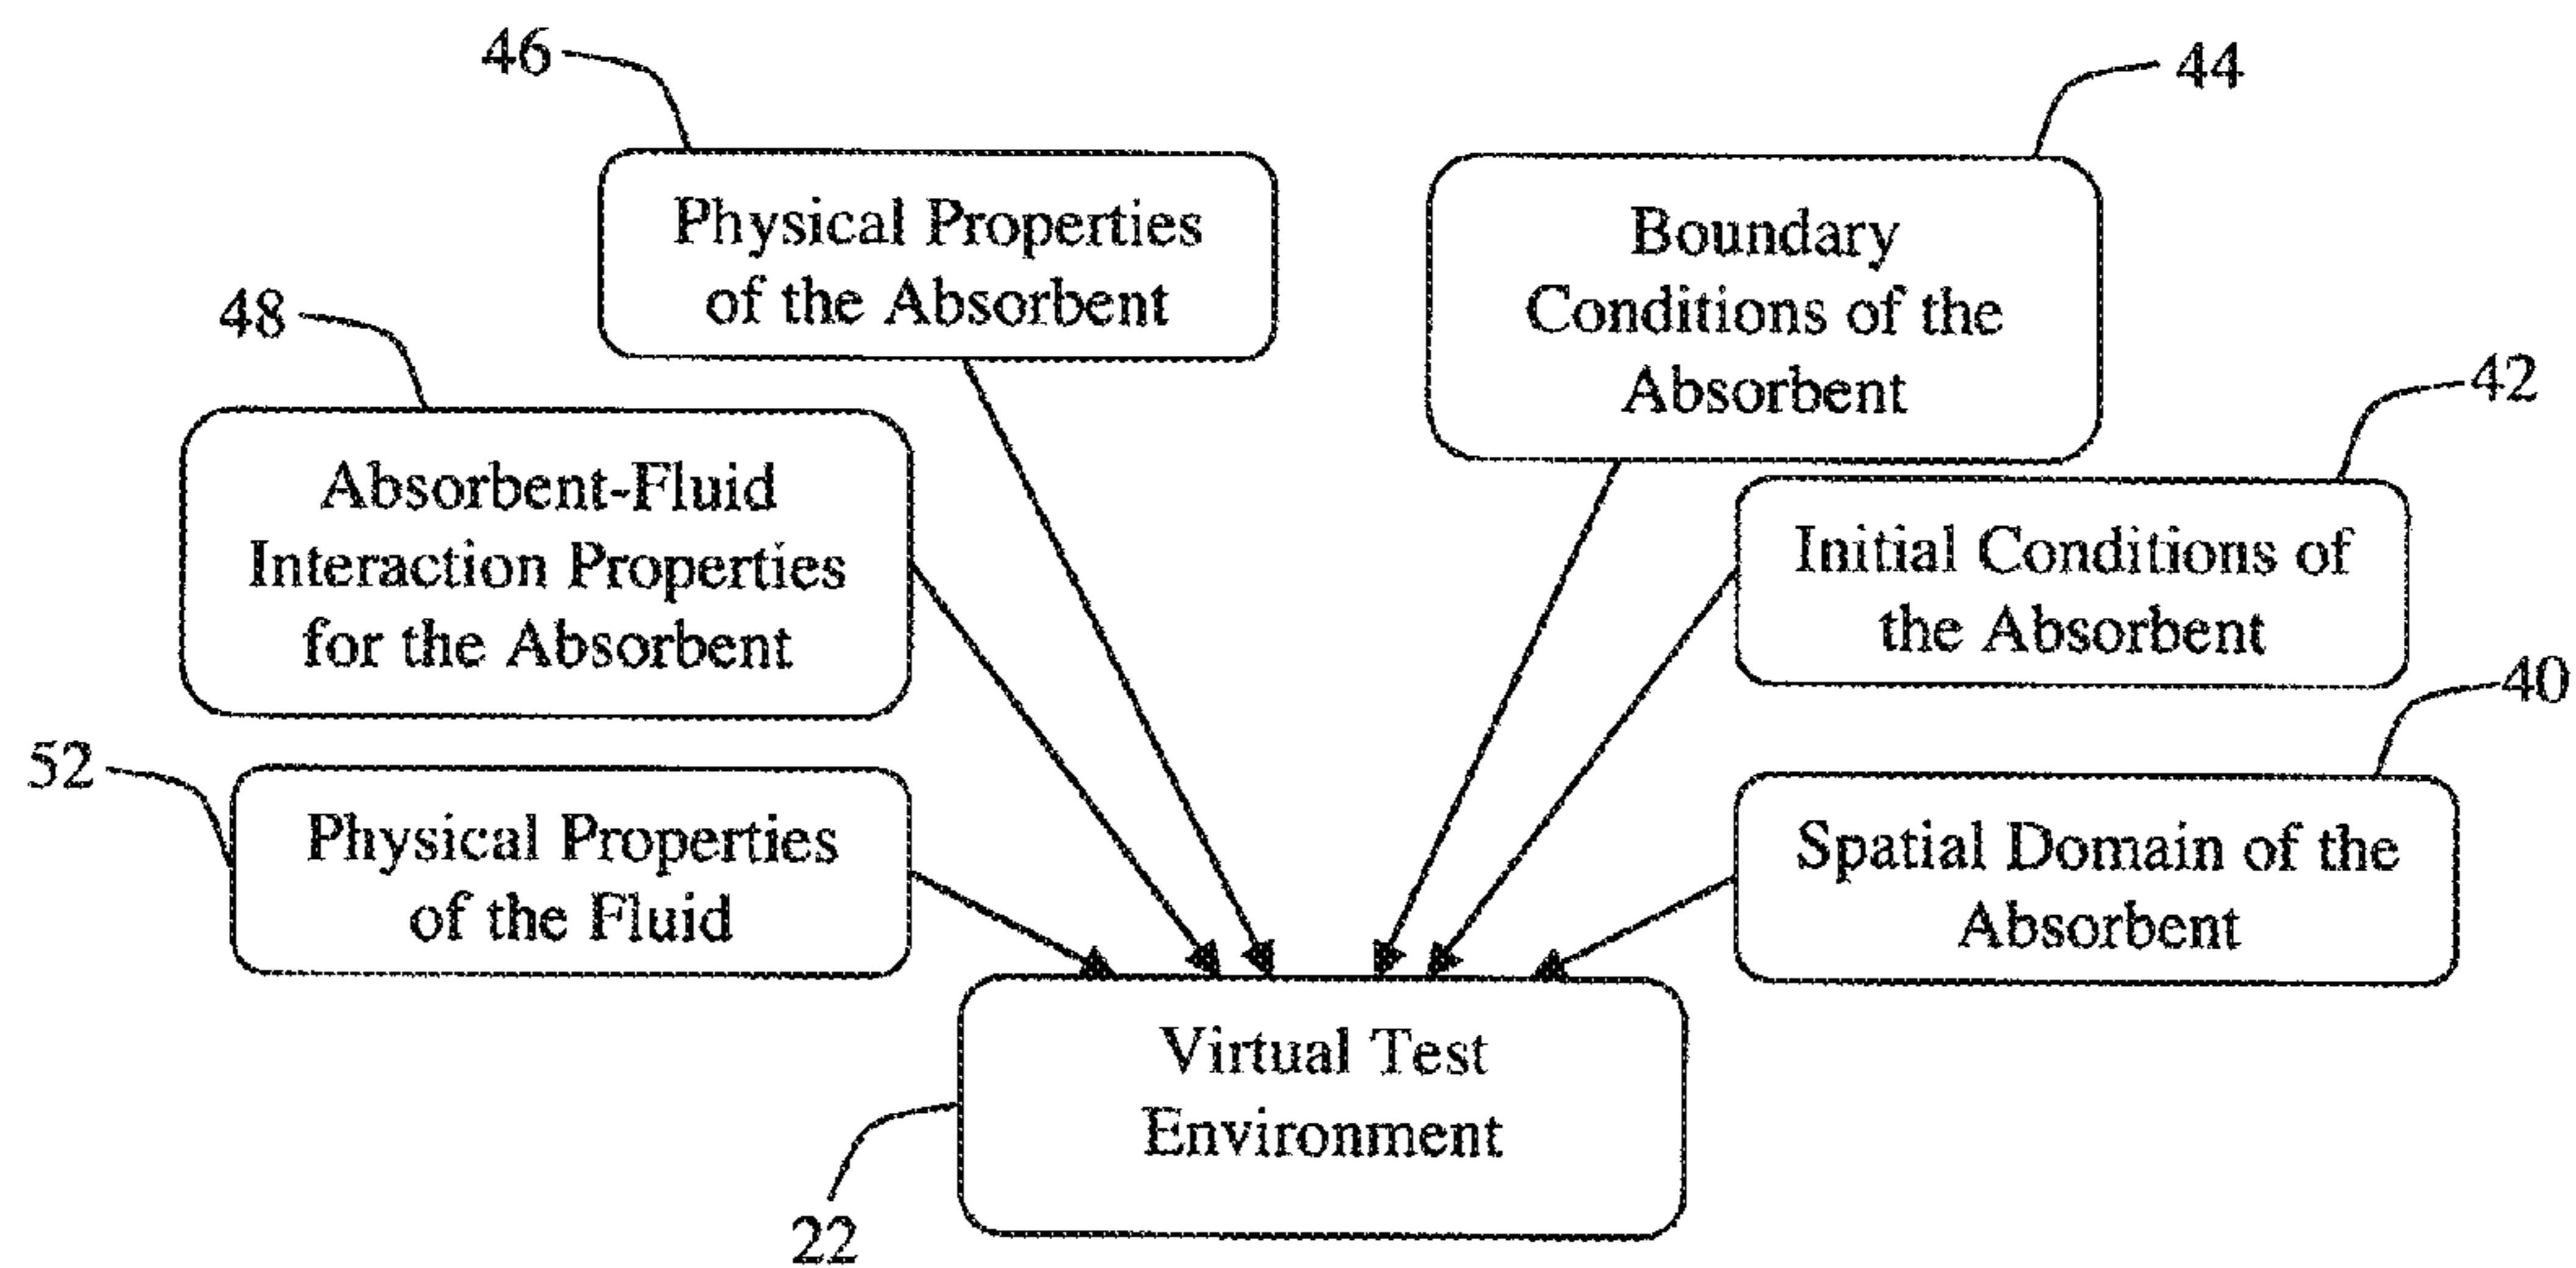 46
44
Physical Properties
of the Absorbent
Boundary
Conditions of the
Absorbent
48
42
Absorbent-Fluid
Interaction Properties
for the Absorbent
Initial Conditions of
the Absorbent
52
40
Physical Properties
of the Fluid
Spatial Domain of the
Absorbent
Virtual Test
Environment
22